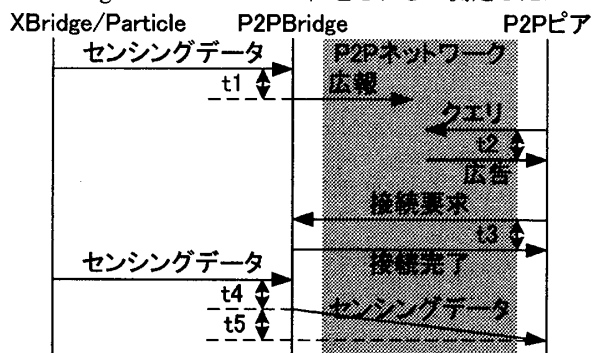 XBridge/Particle P2PBridge P2Pピア
センシングデータ P2Pネットワーク
t1 広報
クエリ
t2
広告
接続要求
t3
センシングデータ 接続完了
t4 センシングデータ
t5